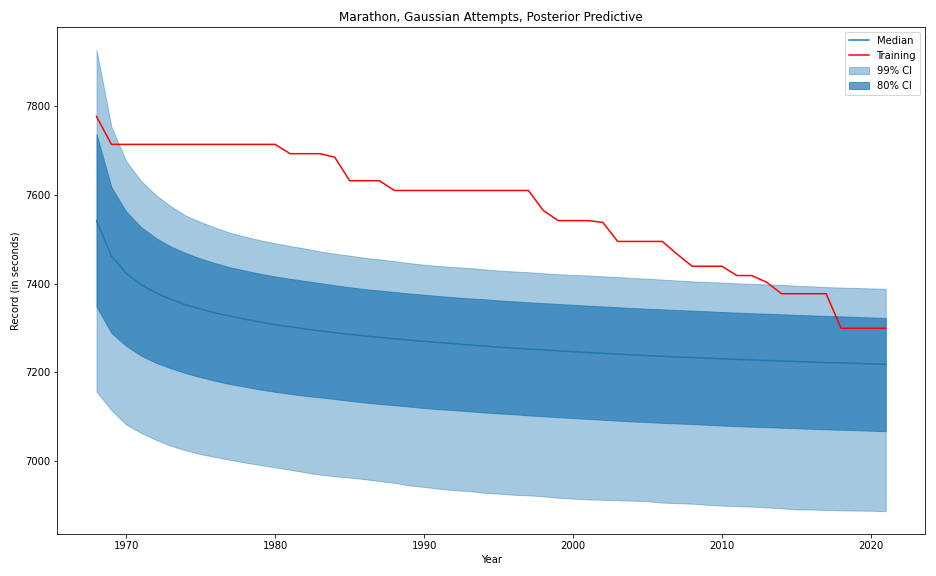 Marathon, Gaussian Attempts, Posterior Predictive
Median
Training
99% CI
80% CI
7800
7600
7400
7200
7000
Record (in seconds)
1970
1980
1990
2000
2010
2020
Year